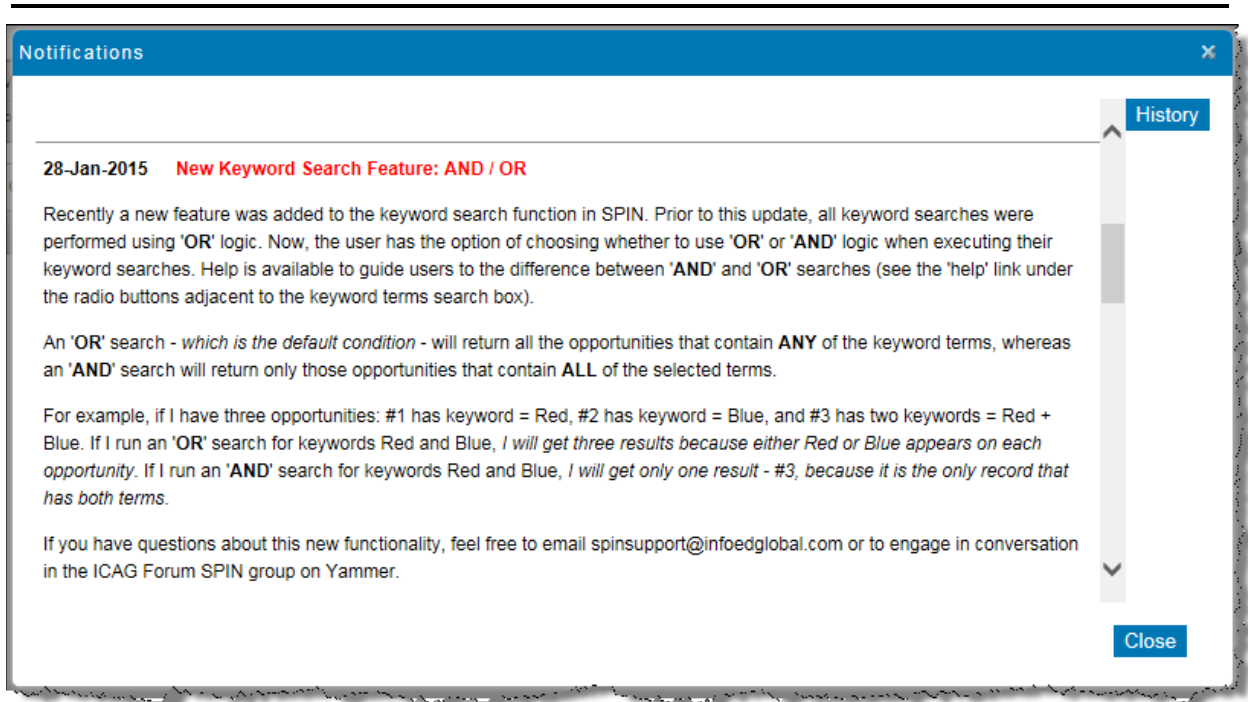 Notifications
×
History
28-Jan-2015 New Keyword Search Feature: AND / OR
Recently a new feature was added to the keyword search function in SPIN. Prior to this update, all keyword searches were
performed using 'OR' logic. Now, the user has the option of choosing whether to use 'OR' or 'AND' logic when executing their
keyword searches. Help is available to guide users to the difference between 'AND' and 'OR' searches (see the 'help' link under
the radio buttons adjacent to the keyword terms search box).
An 'OR' search - which is the default condition - will return all the opportunities that contain ANY of the keyword terms, whereas
an 'AND' search will return only those opportunities that contain ALL of the selected terms.
For example, if I have three opportunities: #1 has keyword = Red, #2 has keyword = Blue, and #3 has two keywords = Red +
Blue. If I run an 'OR' search for keywords Red and Blue, I will get three results because either Red or Blue appears on each
opportunity. If I run an 'AND' search for keywords Red and Blue, I will get only one result - #3, because it is the only record that
has both terms.
If you have questions about this new functionality, feel free to email spinsupport@infoedglobal.com or to engage in conversation
in the ICAG Forum SPIN group on Yammer.
Close